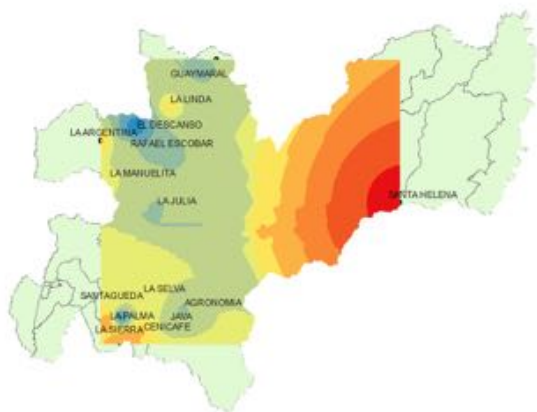 GUAYMARAL
LA LINDA
EL DESCANSO
LA ARGENTINA
RAFAEL ESCOBAR
LA MANUELITA
SANTA HELENA
LA JULIA
LA SELVA
SANTAGUEDA
AGRONOMIA
LA PALMA
JAVA
LA SIERRA
CENICAFE